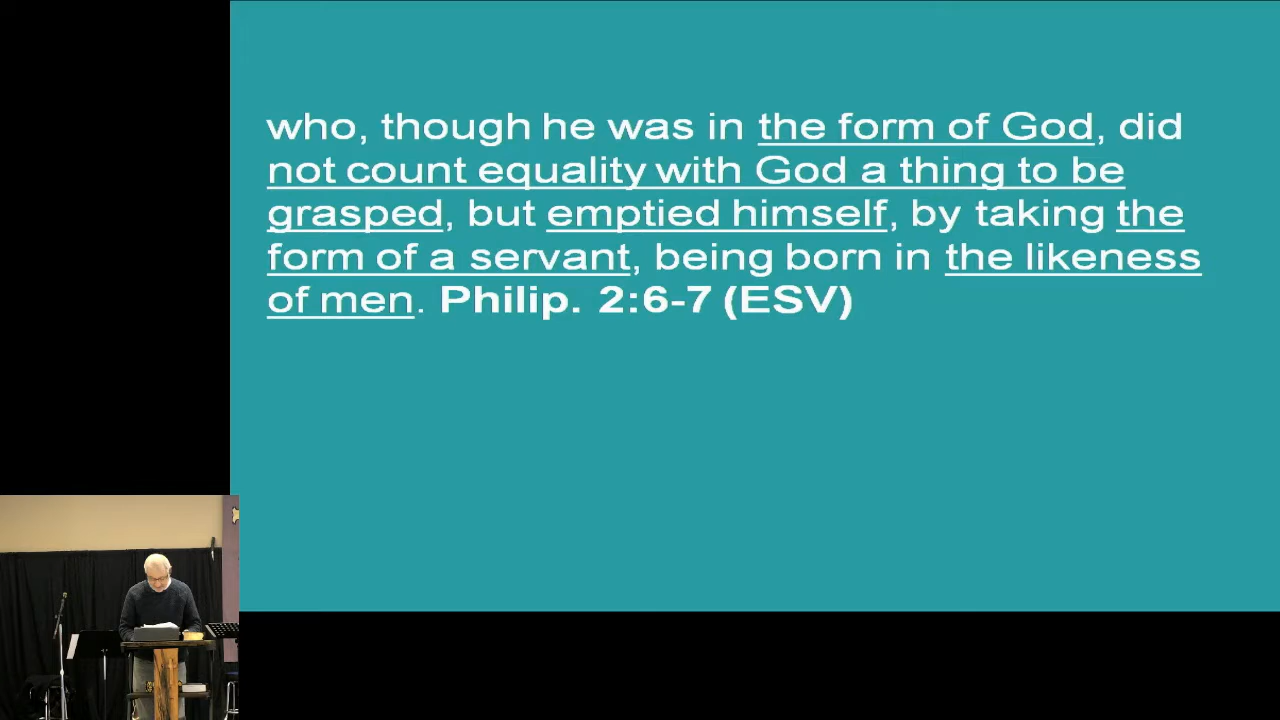 who, though he was in the form of God, did
not count equality with God a thing to be
grasped, but emptied himself, by taking the
form of a servant, being born in the likeness
of men. Philip. 2:6-7 (ESV)